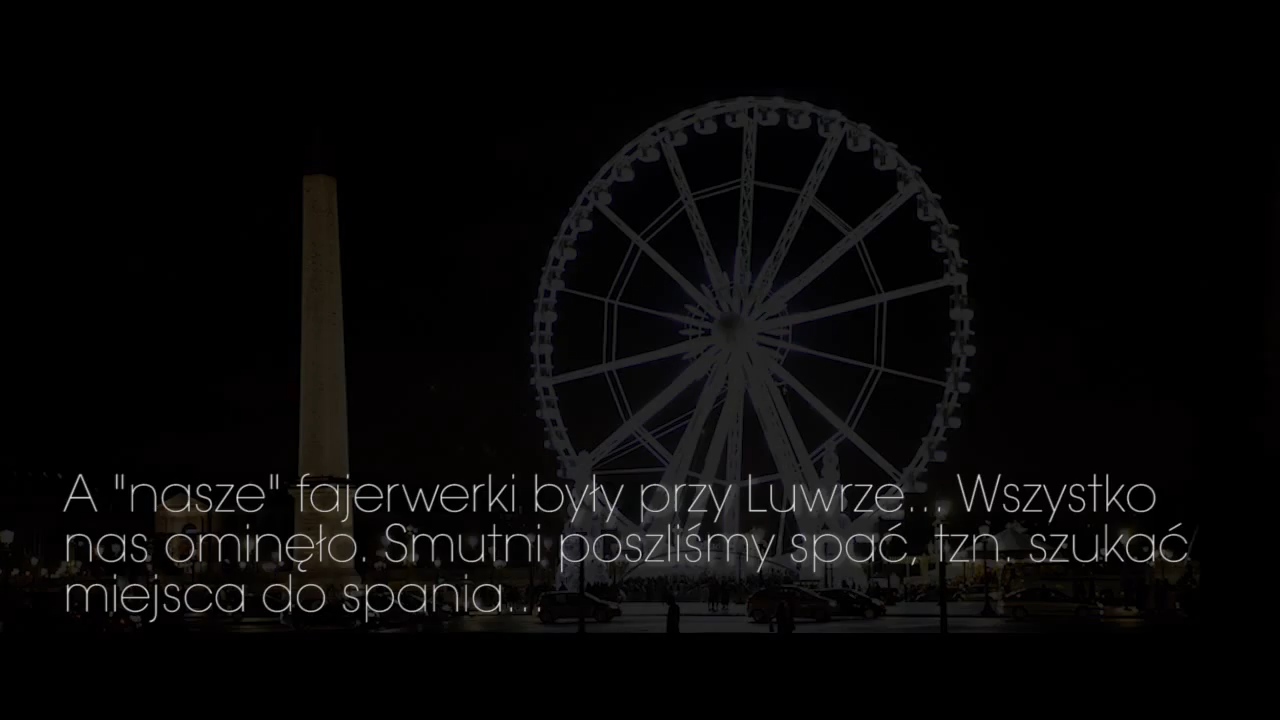 A "nasze" fajerwerki były przy Luwrze... Wszystko
nas ominęło. Smutni poszliśmy spać, tzn. szukać
miejsca do spania...